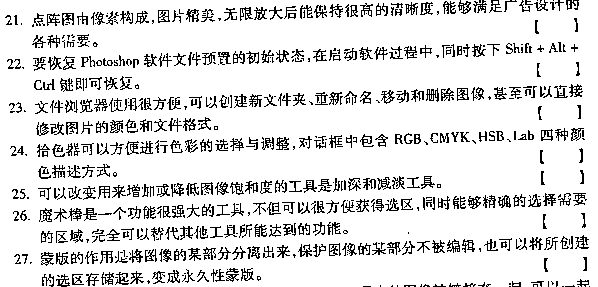 21. 点阵图由像素构成,图片精美,无限放大后能保持很高的清晰度,能够满足广告设计的
各种需要。 【 】
22. 要恢复 Photoshop 软件文件预置的初始状态,在启动软件过程中,同时按下 Shift + Alt +
Ctrl 键即可恢复。 【 】
23. 文件浏览器使用很方便,可以创建新文件夹、重新命名、移动和删除图像,甚至可以直接
修改图片的颜色和文件格式。 【 】
24. 拾色器可以方便进行色彩的选择与调整,对话框中包含 RGB、CMYK、HSB、Lab 四种颜
色描述方式。 【 】
25. 可以改变用来增加或降低图像饱和度的工具是加深和减淡工具。 【 】
26. 魔术棒是一个功能很强大的工具,不但可以很方便获得选区,同时能够精确的选择需要
的区域,完全可以替代其他工具所能达到的功能。 【 】
27. 蒙版的作用是将图像的某部分分离出来,保护图像的某部分不被编辑,也可以将所创建
的选区存储起来,变成永久性蒙版。 【 】